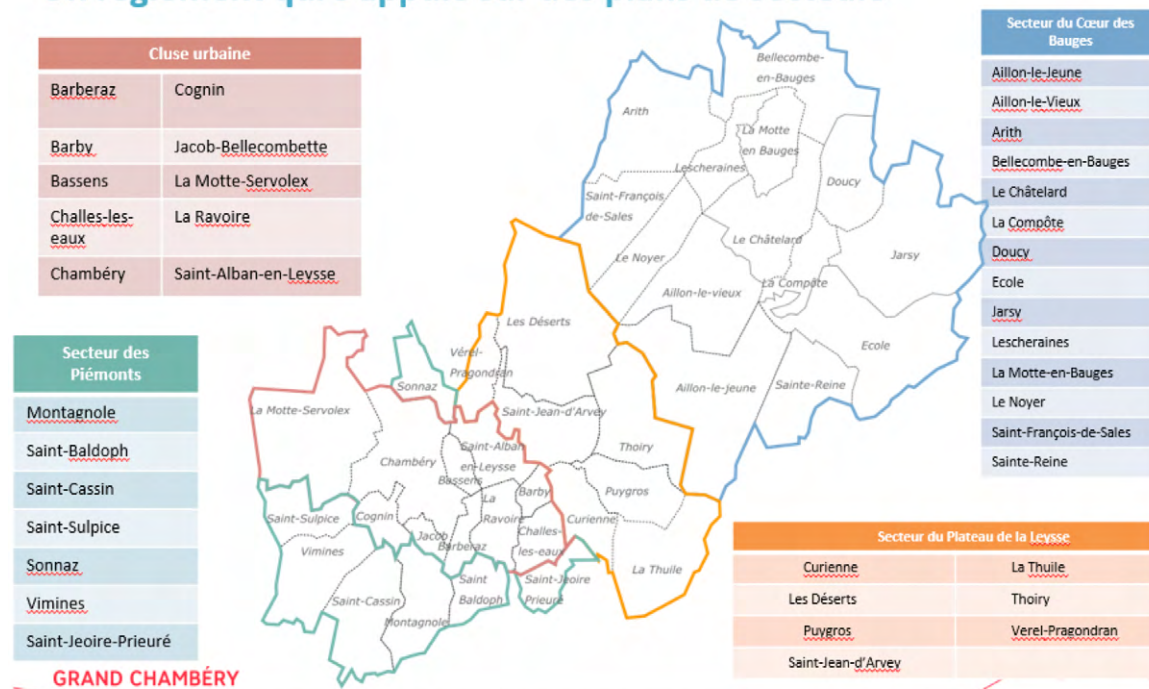 Cluse urbaine
Barberaz Cognin
Barby Jacob-Bellecombette
Bassens La Motte-Servolex
Challes-les-
eaux La Ravoire
Chambéry Saint-Alban-en-Leysse
Secteur des
Piémonts
Montagnole
Saint-Baldoph
Saint-Cassin
Saint-Sulpice
Sonnaz
Vimines
Saint-Jeoire-Prieuré
GRAND CHAMBÉRY
Bellecombe-
en-Bauges
Arith
La Motte
en Bauges
Lescheraines
Doucy
Saint-François
de-Sales
Le Châtelard
Jarsy
Le Noyer
La Compôte
Aillon-le-vieux
Les Déserts
Ecole
Vérel-
Pragondran
Sonnaz
Aillon-le-jeune
Sainte-Reine
La Motte-Servolex
Saint-Jean-d'Arvey
Thoiry
Saint-Alban
en-Leysse
Chambéry
Bassens
Puygros
Barby
La
Ravoire
Saint-Sulpice
Cognin
Curienne
Challes-
les-eaux
Jacob
Barberaz
Vimines
La Thuile
Saint
Baldoph
Saint-Jeoire
Prieuré
Saint-Cassin
Montagnole
Secteur du Cœur des
Bauges
Aillon-le-Jeune
Aillon-le-Vieux
Arith
Bellecombe-en-Bauges
Le Châtelard
La Compôte
Doucy
Ecole
Jarsy
Lescheraines
La Motte-en-Bauges
Le Noyer
Saint-François-de-Sales
Sainte-Reine
Secteur du Plateau de la Leysse
Curienne La Thuile
Les Déserts Thoiry
Puygros Verel-Pragondran
Saint-Jean-d'Arvey